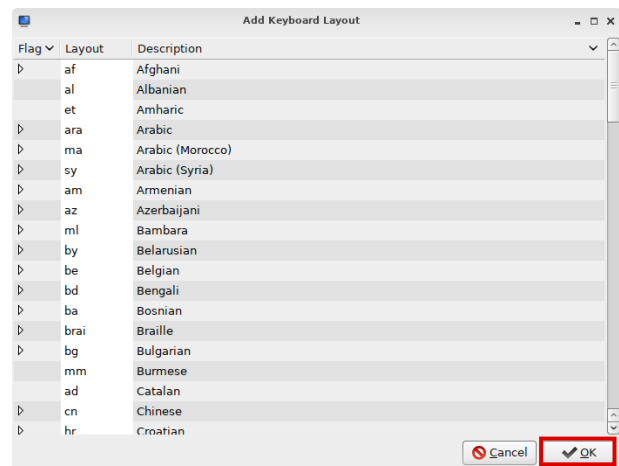 Add Keyboard Layout
Flag Layout Description
af Afghani
al Albanian
et Amharic
ara Arabic
ma Arabic (Morocco)
sy Arabic (Syria)
am Armenian
az Azerbaijani
ml Bambara
by Belarusian
be Belgian
bd Bengali
ba Bosnian
brai Braille
bg Bulgarian
mm Burmese
ad Catalan
cn Chinese
hr Croatian
Cancel OK